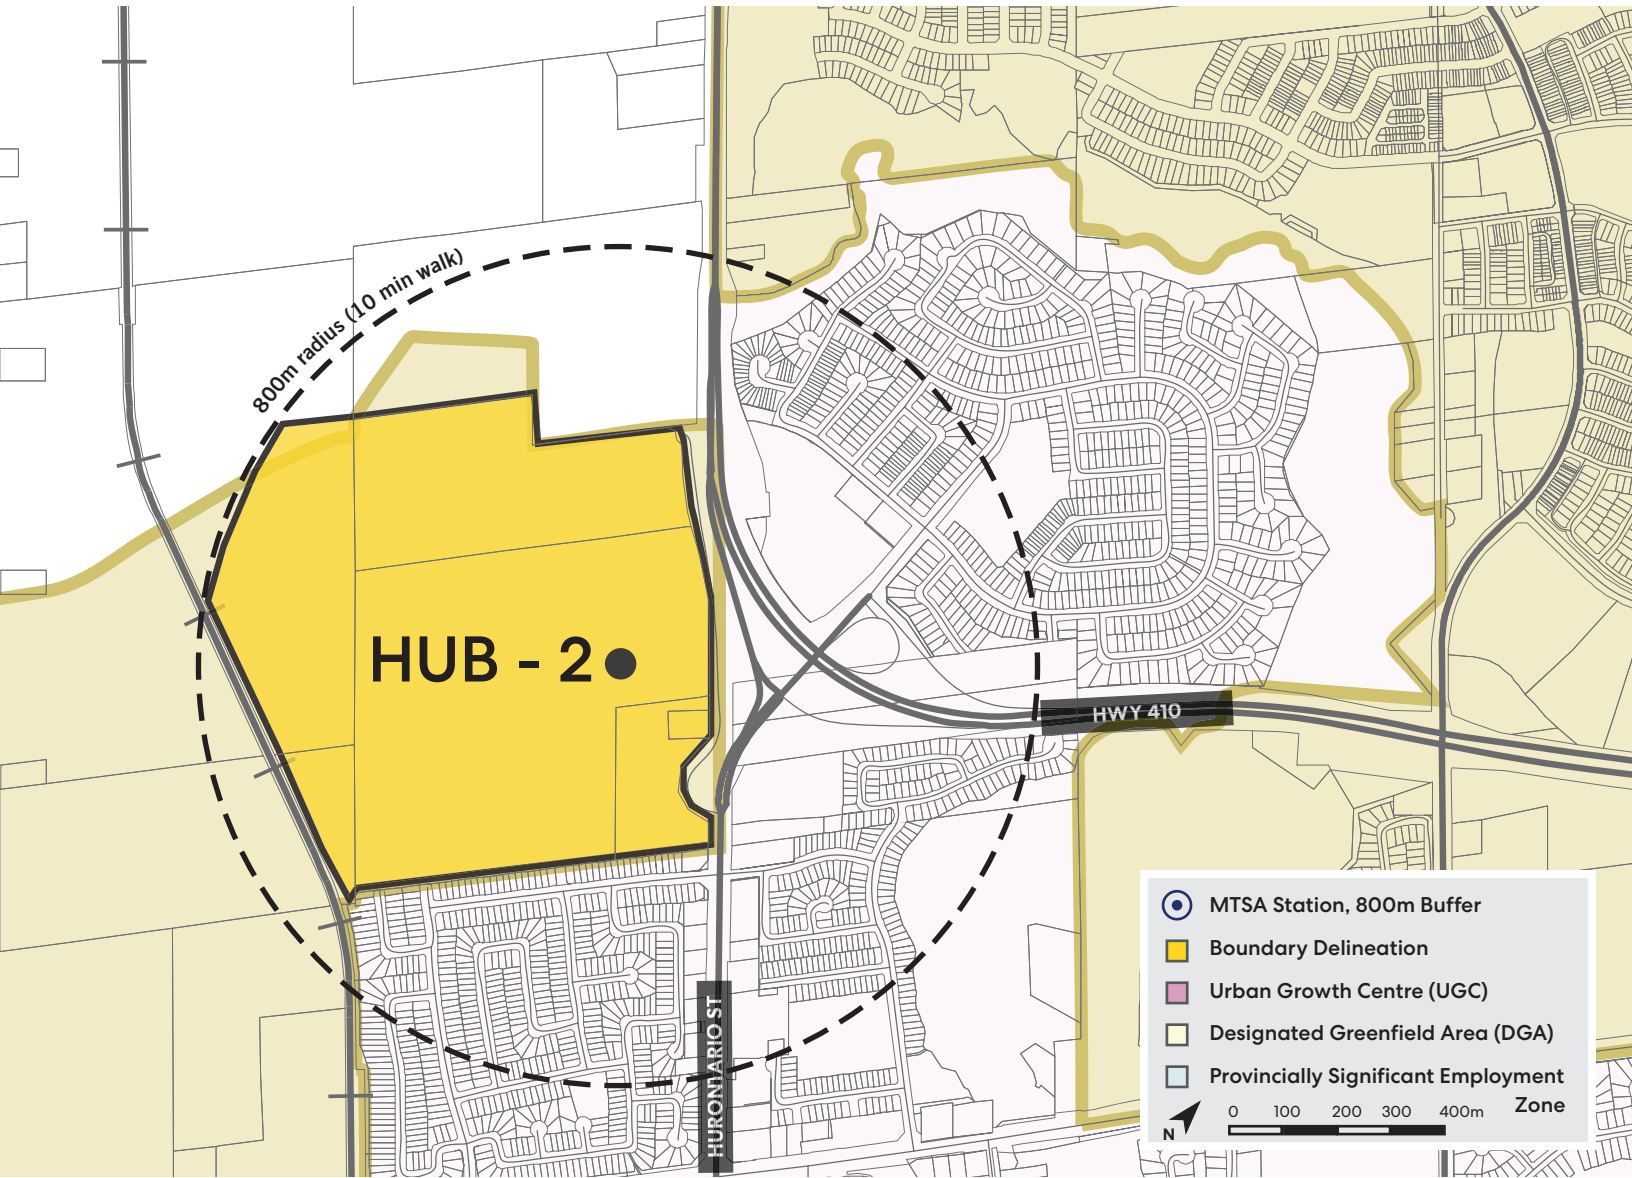 800m radius (10 min walk)
HUB - 2
HWY 410
HURONTARIO ST
MTSA Station, 800m Buffer
Boundary Delineation
Urban Growth Centre (UGC)
Designated Greenfield Area (DGA)
Provincially Significant Employment
Zone
N
0 100 200 300 400m